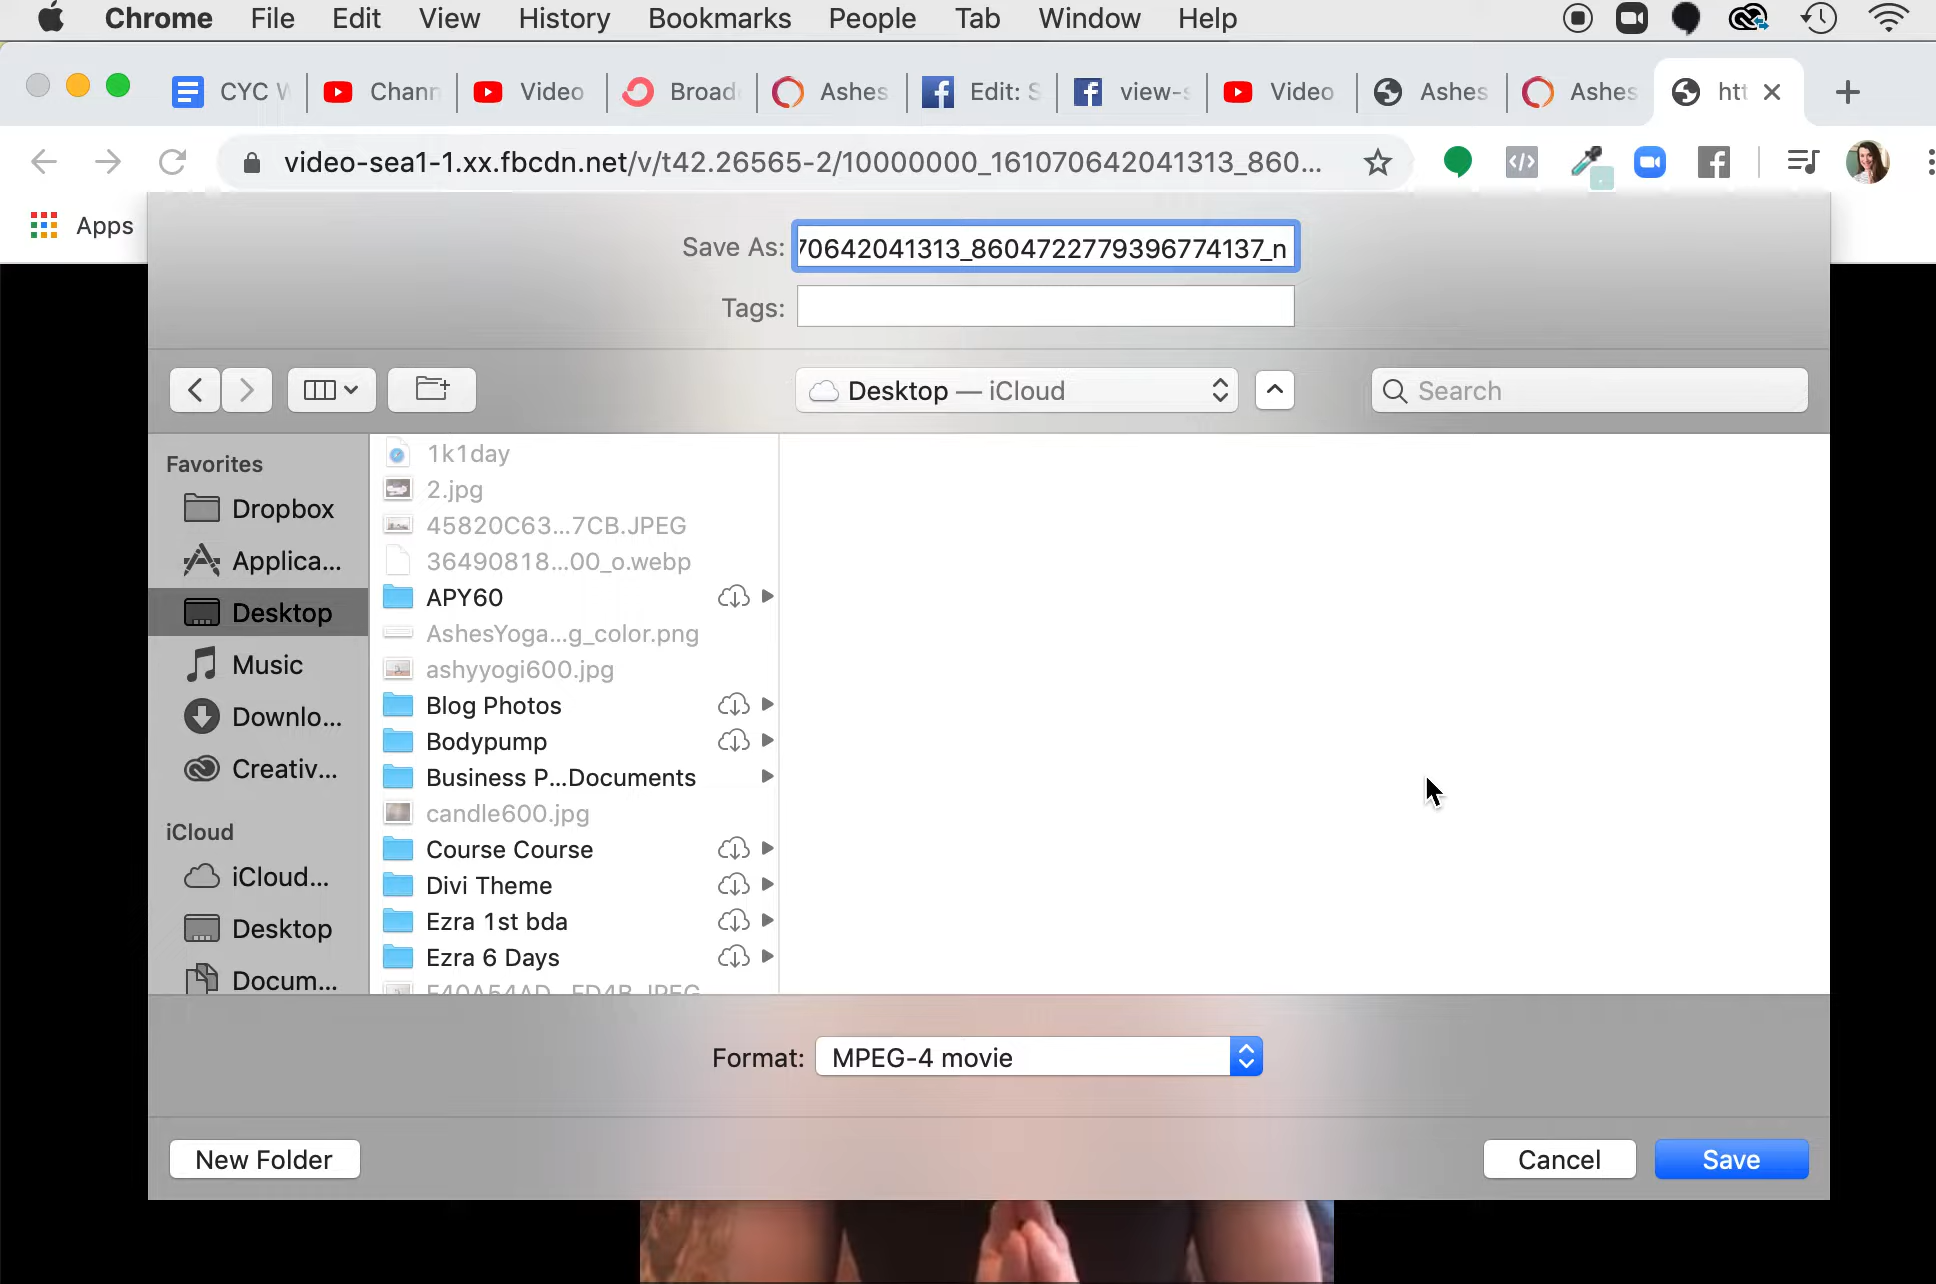 Chrome File Edit View History Bookmarks People Tab Window Help
CYC Chann Video Broad Ashes Edit: S view-s Video Ashes Ashes htt
video-sea1-1.xx.fbcdn.net/v/t42.26565-2/10000000_161070642041313_860...
Apps
Save As: 70642041313_8604722779396774137_n
Tags:
Desktop — iCloud
Search
Favorites
Dropbox
Applica...
Desktop
Music
Downlo...
Creativ...
iCloud
iCloud...
Desktop
Docum...
1k1day
2.jpg
45820C63...7CB.JPEG
36490818...00_o.webp
APY60
AshesYoga...g_color.png
ashyyogi600.jpg
Blog Photos
Bodypump
Business P...Documents
candle600.jpg
Course Course
Divi Theme
Ezra 1st bda
Ezra 6 Days
Format: MPEG-4 movie
New Folder
Cancel
Save